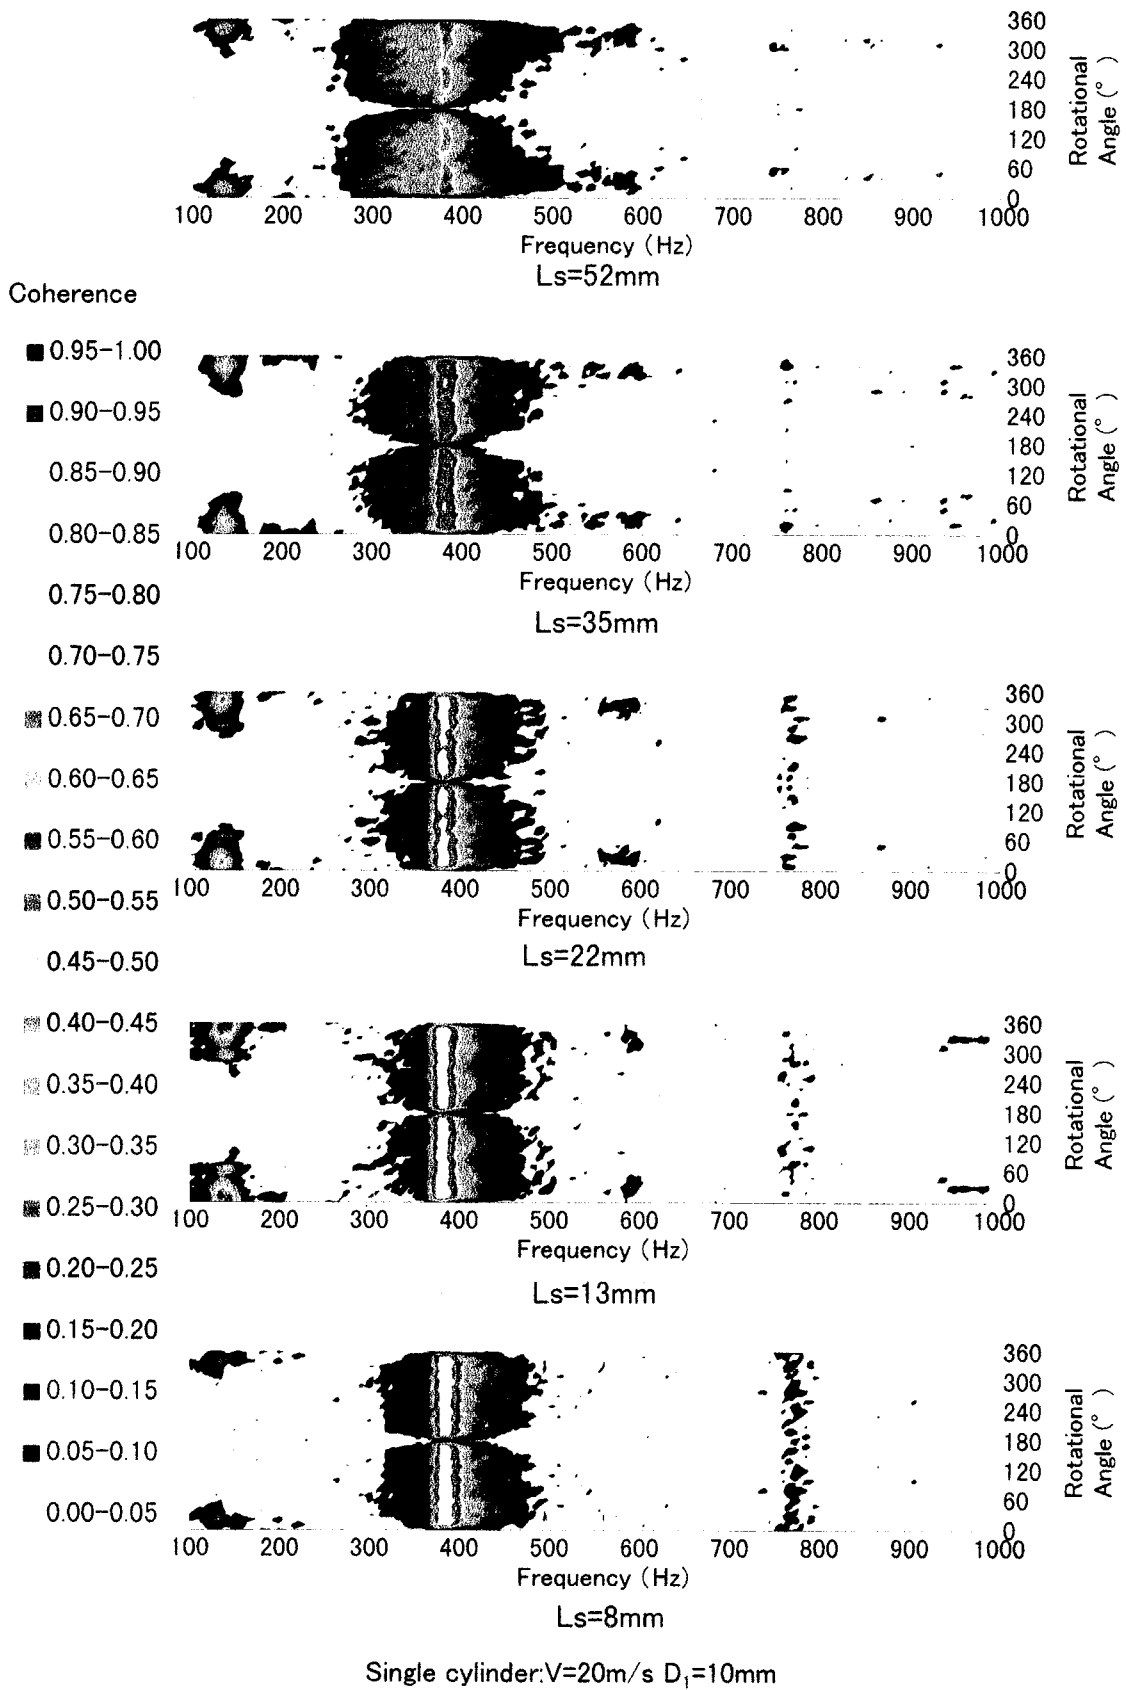 360
300
240
180
120
60
0
Rotational
Angle (°)
100 200 300 400 500 600 700 800 900 1000
Frequency (Hz)
Ls=52mm
Coherence
0.95-1.00
0.90-0.95
0.85-0.90
0.80-0.85
0.75-0.80
0.70-0.75
0.65-0.70
0.60-0.65
0.55-0.60
0.50-0.55
0.45-0.50
0.40-0.45
0.35-0.40
0.30-0.35
0.25-0.30
0.20-0.25
0.15-0.20
0.10-0.15
0.05-0.10
0.00-0.05
360
300
240
180
120
60
0
Rotational
Angle (°)
100 200 300 400 500 600 700 800 900 1000
Frequency (Hz)
Ls=35mm
360
300
240
180
120
60
0
Rotational
Angle (°)
100 200 300 400 500 600 700 800 900 1000
Frequency (Hz)
Ls=22mm
360
300
240
180
120
60
0
Rotational
Angle (°)
100 200 300 400 500 600 700 800 900 1000
Frequency (Hz)
Ls=13mm
360
300
240
180
120
60
0
Rotational
Angle (°)
100 200 300 400 500 600 700 800 900 1000
Frequency (Hz)
Ls=8mm
Single cylinder:V=20m/s D₁=10mm